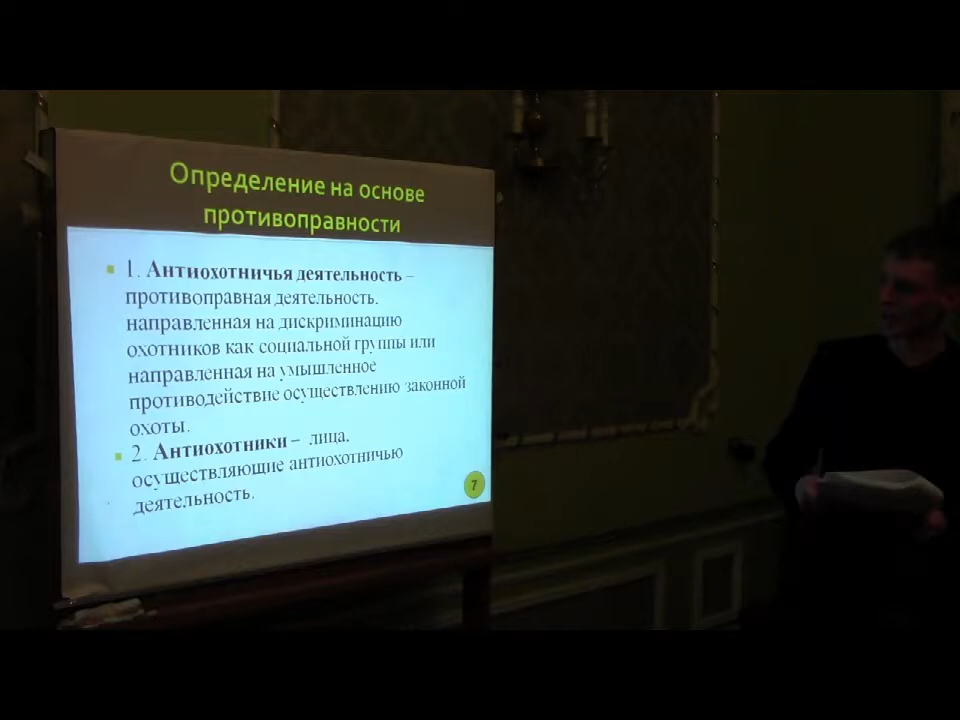 Определение на основе
противоправности
1. Антиохотничья деятельность –
противоправная деятельность,
направленная на дискриминацию
охотников как социальной группы или
направленная на умышленное
противодействие осуществлению законной
охоты.
2. Антиохотники – лица,
осуществляющие антиохотничью
деятельность.
7